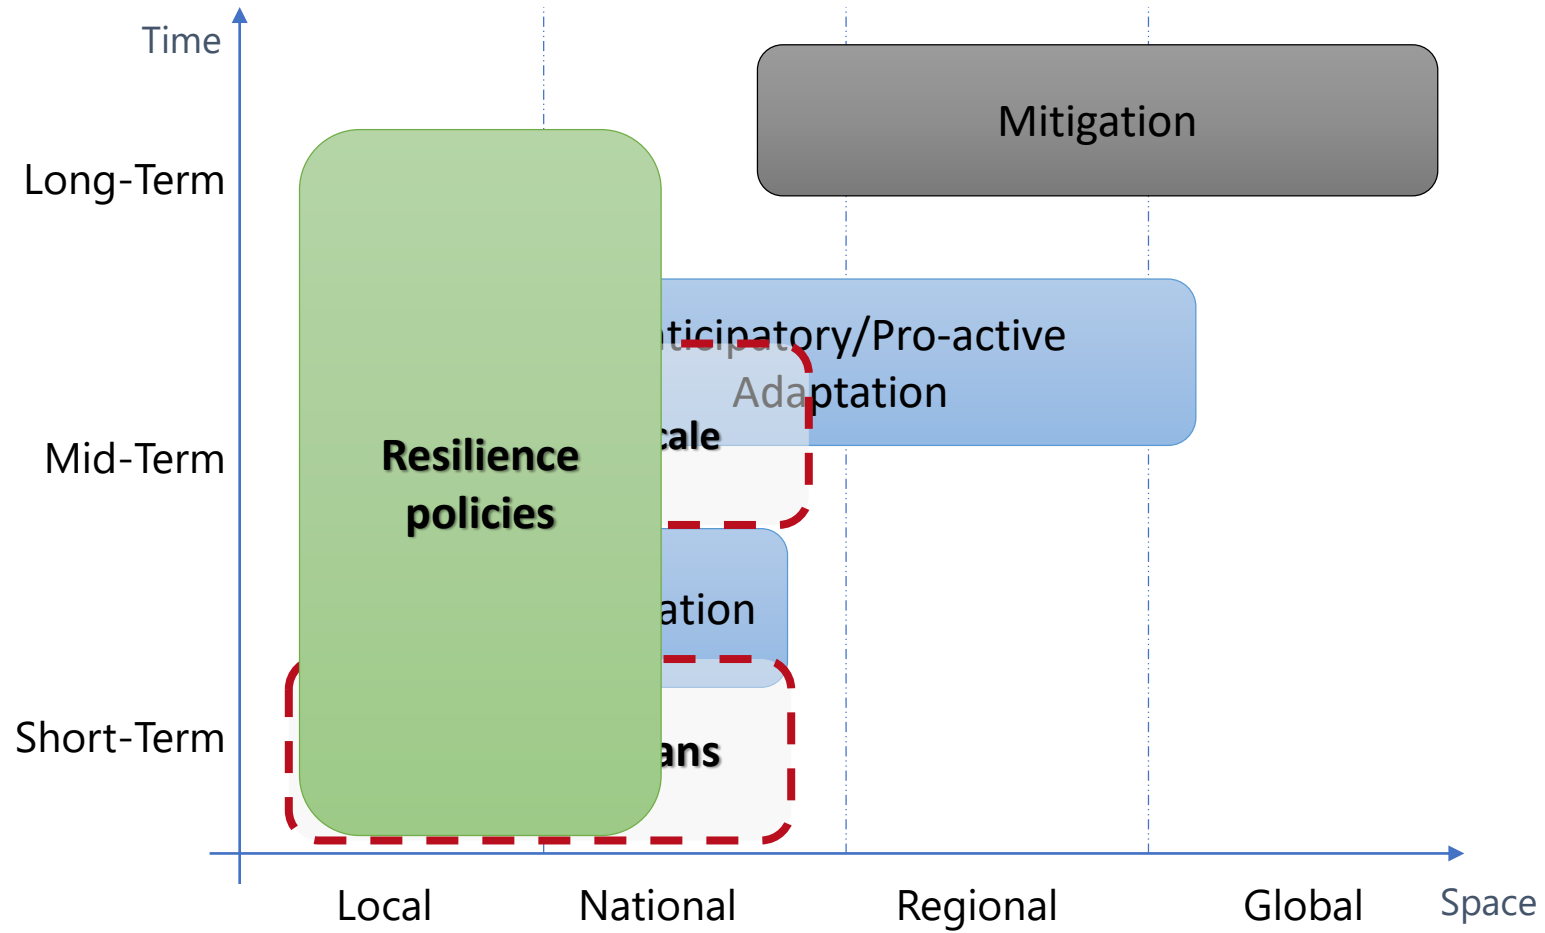 Time
Mitigation
Long-Term
ticipatory/Pro-active
Adaptation
cale
Mid-Term
Resilience
policies
ation
Short-Term
ans
Local
National
Regional
Global
Space